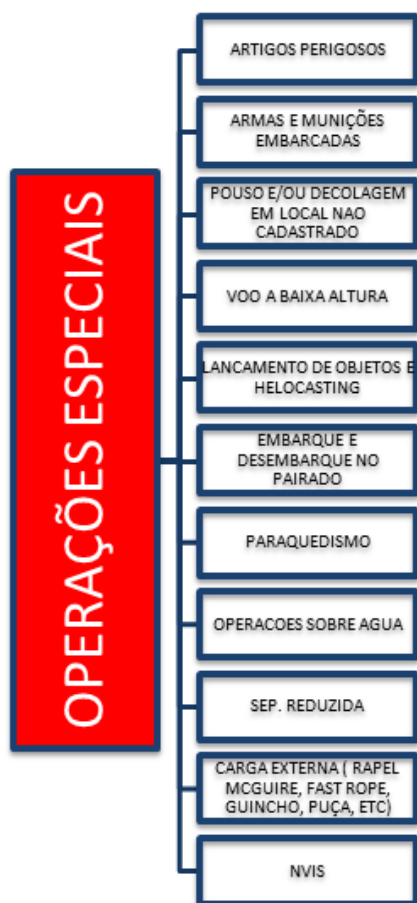 OPERAÇÕES ESPECIAIS
ARTIGOS PERIGOSOS
ARMAS E MUNIÇÕES
EMBARCADAS
POUSO E/OU DECOLAGEM
EM LOCAL NAO
CADASTRADO
VOO A BAIXA ALTURA
LANCAMENTO DE OBJETOS E
HELOCASTING
EMBARQUE E
DESEMBARQUE NO
PAIRADO
PARAQUEDISMO
OPERACOES SOBRE AGUA
SEP. REDUZIDA
CARGA EXTERNA ( RAPEL
MCGUIRE, FAST ROPE,
GUINCHO, PUÇA, ETC)
NVIS